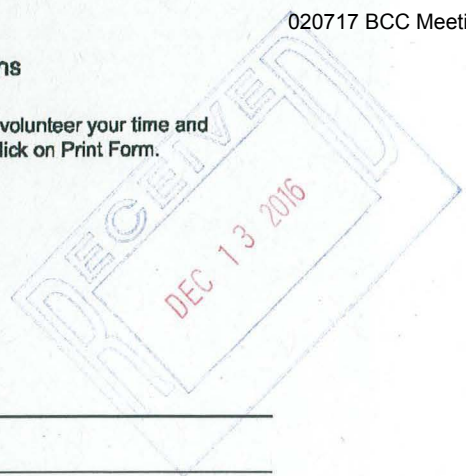 020717 BCC Meeti
ns
volunteer your time and
lick on Print Form.
RECEIVED
DEC 13 2016